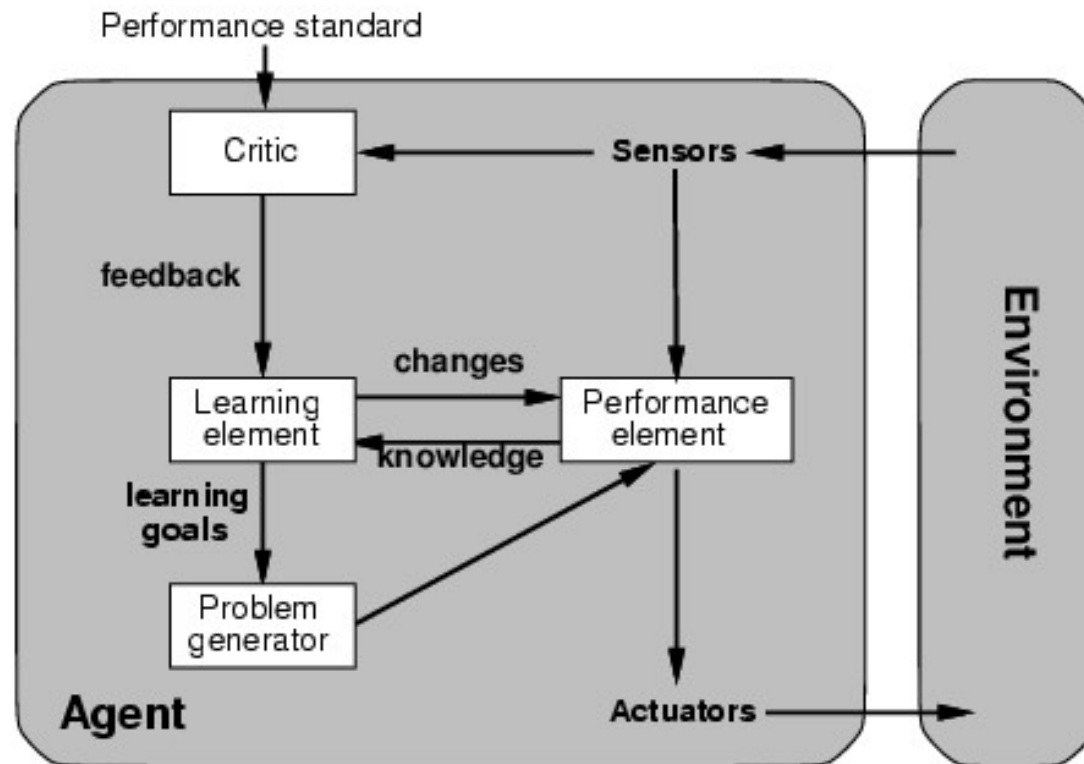 Performance standard
Critic
Sensors
feedback
changes
Learning
element
Performance
element
knowledge
learning
goals
Problem
generator
Agent
Actuators
Environment